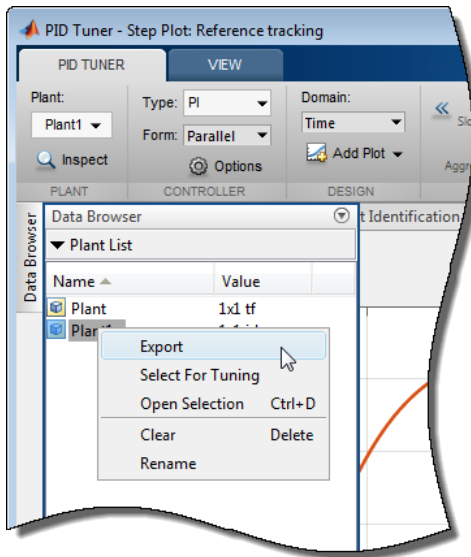 PID Tuner - Step Plot: Reference tracking
PID TUNER
VIEW
Plant:
Plant1
Inspect
PLANT
Type: PI
Form: Parallel
Options
CONTROLLER
Domain:
Time
Add Plot
DESIGN
Data Browser
Data Browser
t Identification
Plant List
Name
Value
Plant
1x1 tf
Export
Select For Tuning
Open Selection Ctrl+D
Clear Delete
Rename